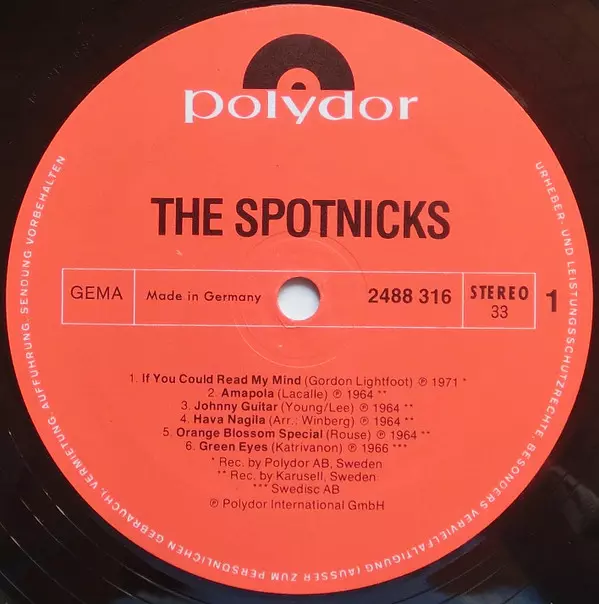 polydor
THE SPOTNICKS
GEMA
Made in Germany
2488 316
STEREO
33
1
1. If You Could Read My Mind (Gordon Lightfoot) ℗ 1971 *
2. Amapola (Lacalle) ℗ 1964 **
3. Johnny Guitar (Young/Lee) ℗ 1964 **
4. Hava Nagila (Arr.: Winberg) ℗ 1964 **
5. Orange Blossom Special (Rouse) ℗ 1964 **
6. Green Eyes (Katrivanon) ℗ 1966 ***
* Rec. by Polydor AB, Sweden
** Rec. by Karusell, Sweden
*** Swedisc AB
℗ Polydor International GmbH
URHEBER- UND LEISTUNGSSCHUTZRECHTE, BESONDERS VERVIELFÄLTIGUNG (AUSSER ZUM PERSÖNLICHEN GEBRAUCH), VERMIETUNG, AUFFÜHRUNG, SENDUNG VORBEHALTEN